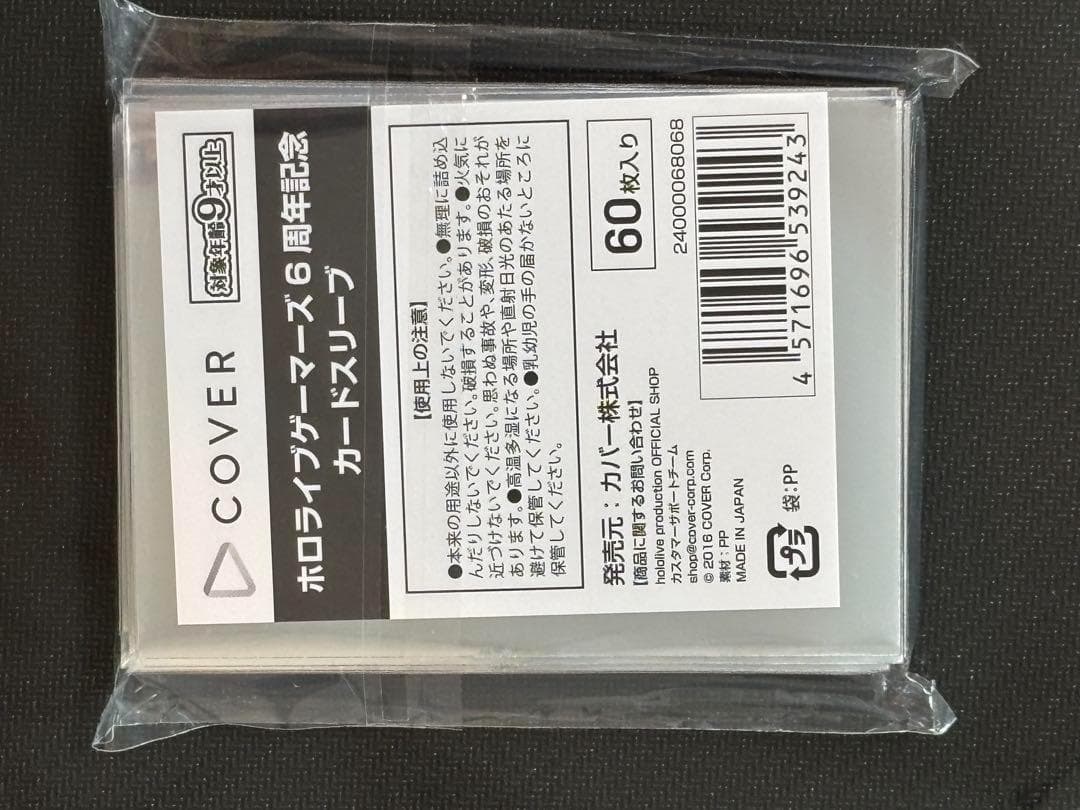 COVER
対象年齢9才以上
ホロライブゲーマーズ6周年記念
カードスリーブ
【使用上の注意】
●本来の用途以外に使用しないでください。●無理に詰め込
んだりしないでください。破損することがあります。●火気に
近づけないでください。思わぬ事故や、変形、破損のおそれが
あります。●高温多湿になる場所や直射日光のあたる場所を
避けて保管してください。●乳幼児の手の届かないところに
保管してください。
発売元：カバー株式会社
【商品に関するお問い合わせ】
hololive production OFFICIAL SHOP
カスタマーサポートチーム
shop@cover-corp.com
© 2016 COVER Corp.
素材：PP
MADE IN JAPAN
プラ
袋：PP
60枚入り
240000068068
4 571696 539243